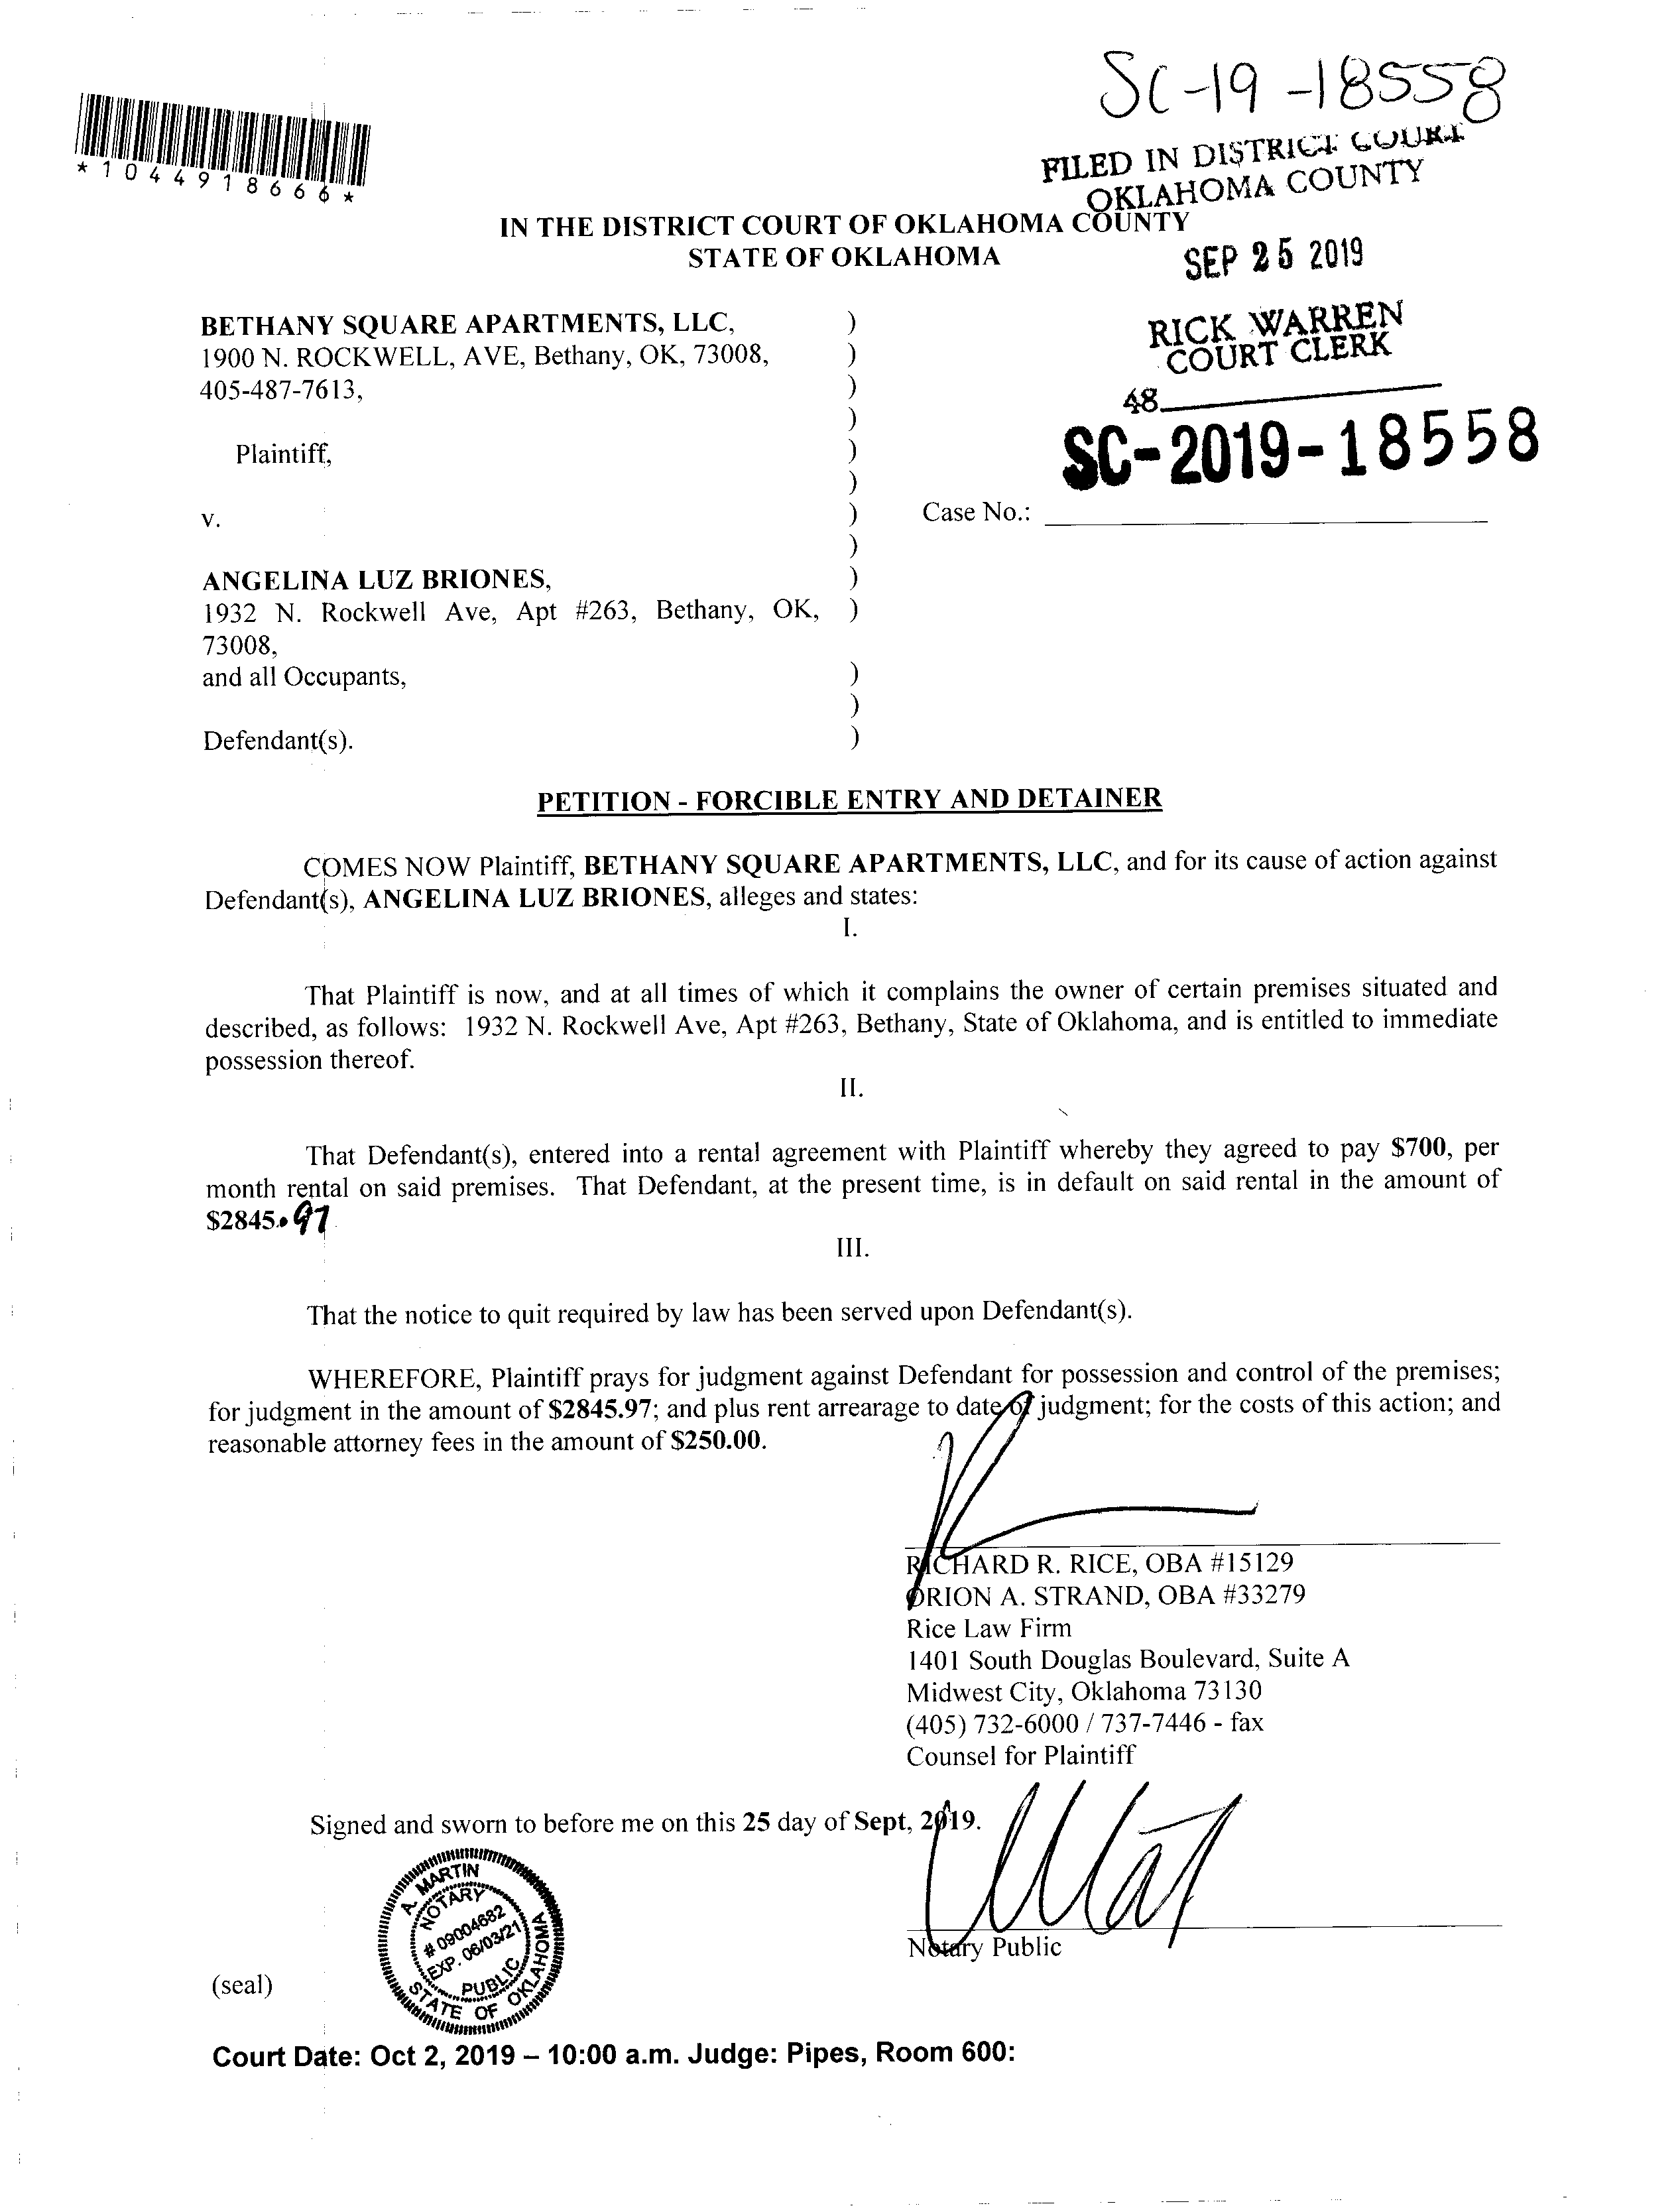 SC-19-18558
*1044918666*
FILED IN DISTRICT COURT
OKLAHOMA COUNTY
IN THE DISTRICT COURT OF OKLAHOMA COUNTY
STATE OF OKLAHOMA
SEP 25 2019
RICK WARREN
COURT CLERK
48
SC-2019-18558
BETHANY SQUARE APARTMENTS, LLC, )
1900 N. ROCKWELL, AVE, Bethany, OK, 73008, )
405-487-7613, )
)
Plaintiff, )
)
v. ) Case No.:
)
ANGELINA LUZ BRIONES, )
1932 N. Rockwell Ave, Apt #263, Bethany, OK, )
73008,
and all Occupants, )
)
Defendant(s). )
PETITION - FORCIBLE ENTRY AND DETAINER
COMES NOW Plaintiff, BETHANY SQUARE APARTMENTS, LLC, and for its cause of action against
Defendant(s), ANGELINA LUZ BRIONES, alleges and states:
I.
That Plaintiff is now, and at all times of which it complains the owner of certain premises situated and
described, as follows: 1932 N. Rockwell Ave, Apt #263, Bethany, State of Oklahoma, and is entitled to immediate
possession thereof.
II.
That Defendant(s), entered into a rental agreement with Plaintiff whereby they agreed to pay $700, per
month rental on said premises. That Defendant, at the present time, is in default on said rental in the amount of
$2845.97
III.
That the notice to quit required by law has been served upon Defendant(s).
WHEREFORE, Plaintiff prays for judgment against Defendant for possession and control of the premises;
for judgment in the amount of $2845.97; and plus rent arrearage to date of judgment; for the costs of this action; and
reasonable attorney fees in the amount of $250.00.
RICHARD R. RICE, OBA #15129
ORION A. STRAND, OBA #33279
Rice Law Firm
1401 South Douglas Boulevard, Suite A
Midwest City, Oklahoma 73130
(405) 732-6000 / 737-7446 - fax
Counsel for Plaintiff
Signed and sworn to before me on this 25 day of Sept, 2019.
A. MARTIN
NOTARY
# 09004682
EXP. 06/03/21
PUBLIC
STATE OF OKLAHOMA
Notary Public
(seal)
Court Date: Oct 2, 2019 – 10:00 a.m. Judge: Pipes, Room 600: